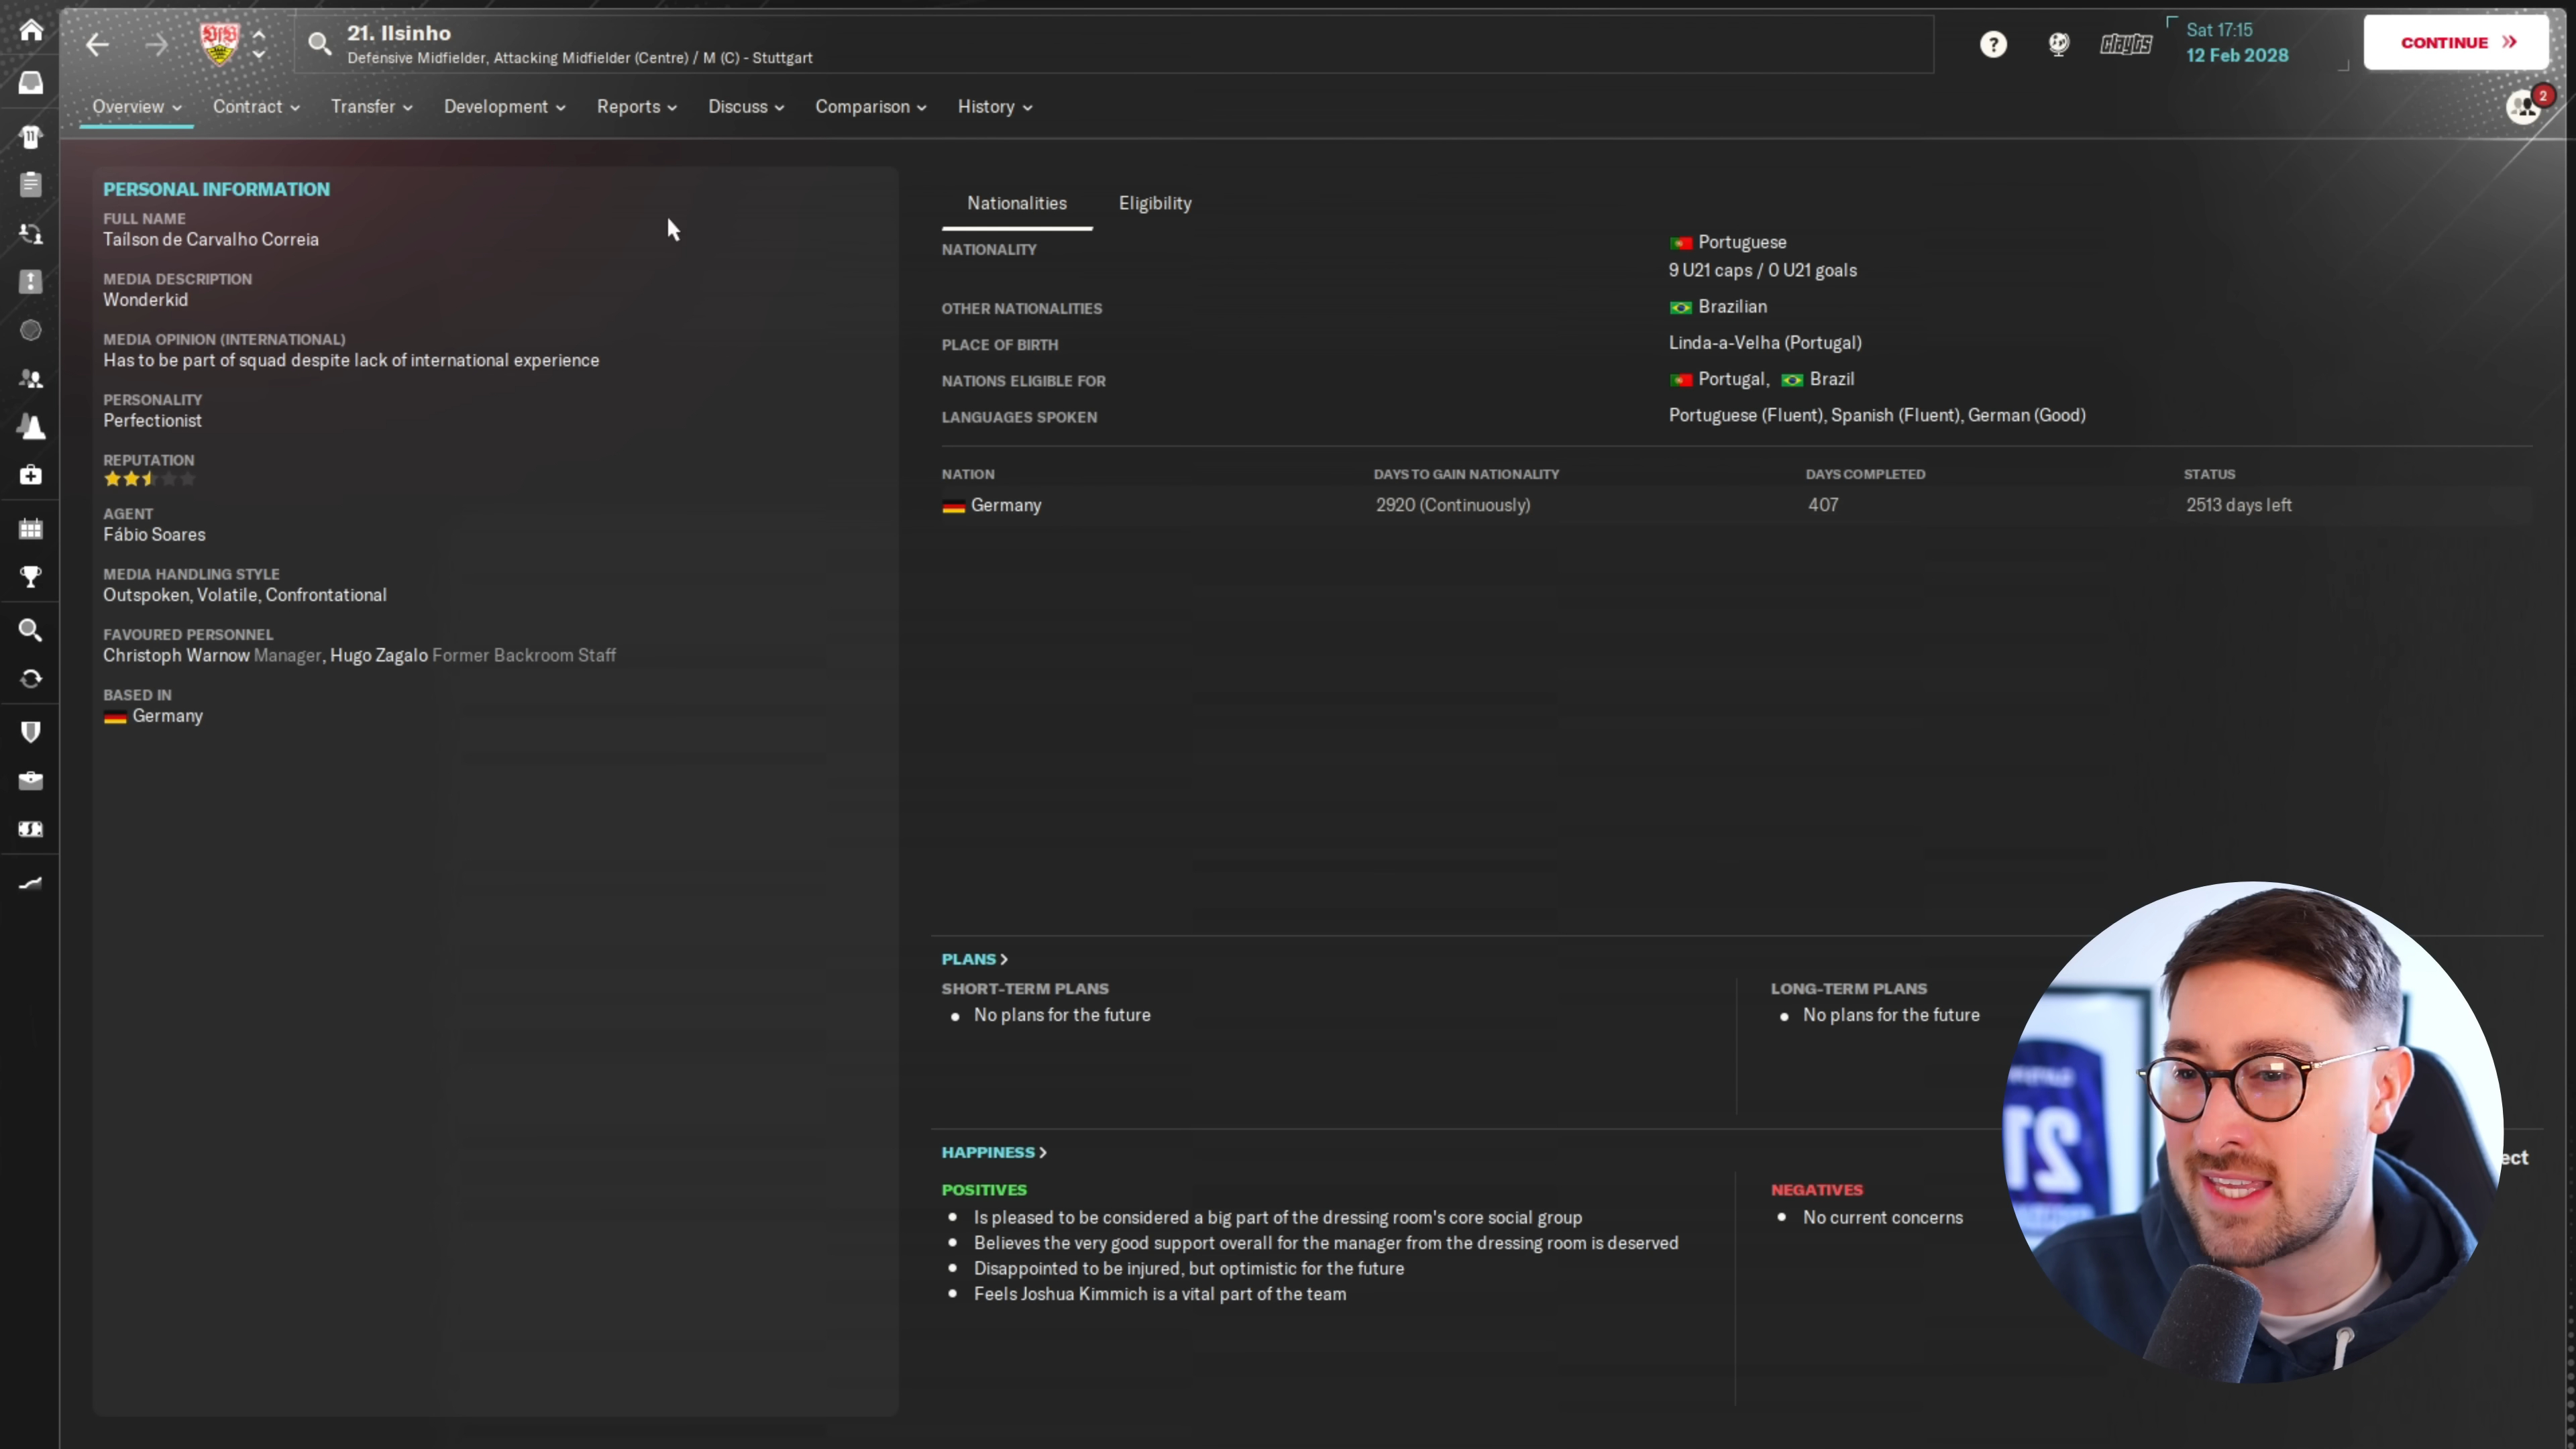 21. Ilsinho
Defensive Midfielder, Attacking Midfielder (Centre) / M (C) - Stuttgart
clayts
Sat 17:15
12 Feb 2028
CONTINUE
Overview
Contract
Transfer
Development
Reports
Discuss
Comparison
History
2
PERSONAL INFORMATION
FULL NAME
Taílson de Carvalho Correia
MEDIA DESCRIPTION
Wonderkid
MEDIA OPINION (INTERNATIONAL)
Has to be part of squad despite lack of international experience
PERSONALITY
Perfectionist
REPUTATION
AGENT
Fábio Soares
MEDIA HANDLING STYLE
Outspoken, Volatile, Confrontational
FAVOURED PERSONNEL
Christoph Warnow Manager, Hugo Zagalo Former Backroom Staff
BASED IN
Germany
Nationalities
Eligibility
NATIONALITY
Portuguese
9 U21 caps / 0 U21 goals
OTHER NATIONALITIES
Brazilian
PLACE OF BIRTH
Linda-a-Velha (Portugal)
NATIONS ELIGIBLE FOR
Portugal, Brazil
LANGUAGES SPOKEN
Portuguese (Fluent), Spanish (Fluent), German (Good)
NATION DAYS TO GAIN NATIONALITY DAYS COMPLETED STATUS
Germany 2920 (Continuously) 407 2513 days left
PLANS >
SHORT-TERM PLANS
• No plans for the future
LONG-TERM PLANS
• No plans for the future
HAPPINESS >
POSITIVES
• Is pleased to be considered a big part of the dressing room's core social group
• Believes the very good support overall for the manager from the dressing room is deserved
• Disappointed to be injured, but optimistic for the future
• Feels Joshua Kimmich is a vital part of the team
NEGATIVES
• No current concerns
ect
21